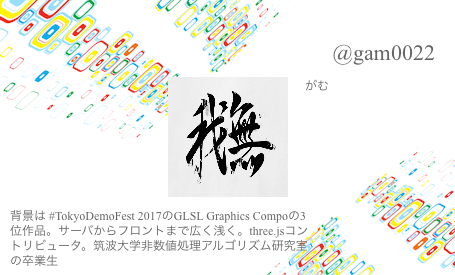 @gam0022
がむ
我無
背景は #TokyoDemoFest 2017のGLSL Graphics Compoの3
位作品。サーバからフロントまで広く浅く。three.jsコン
トリビュータ。筑波大学非数値処理アルゴリズム研究室
の卒業生